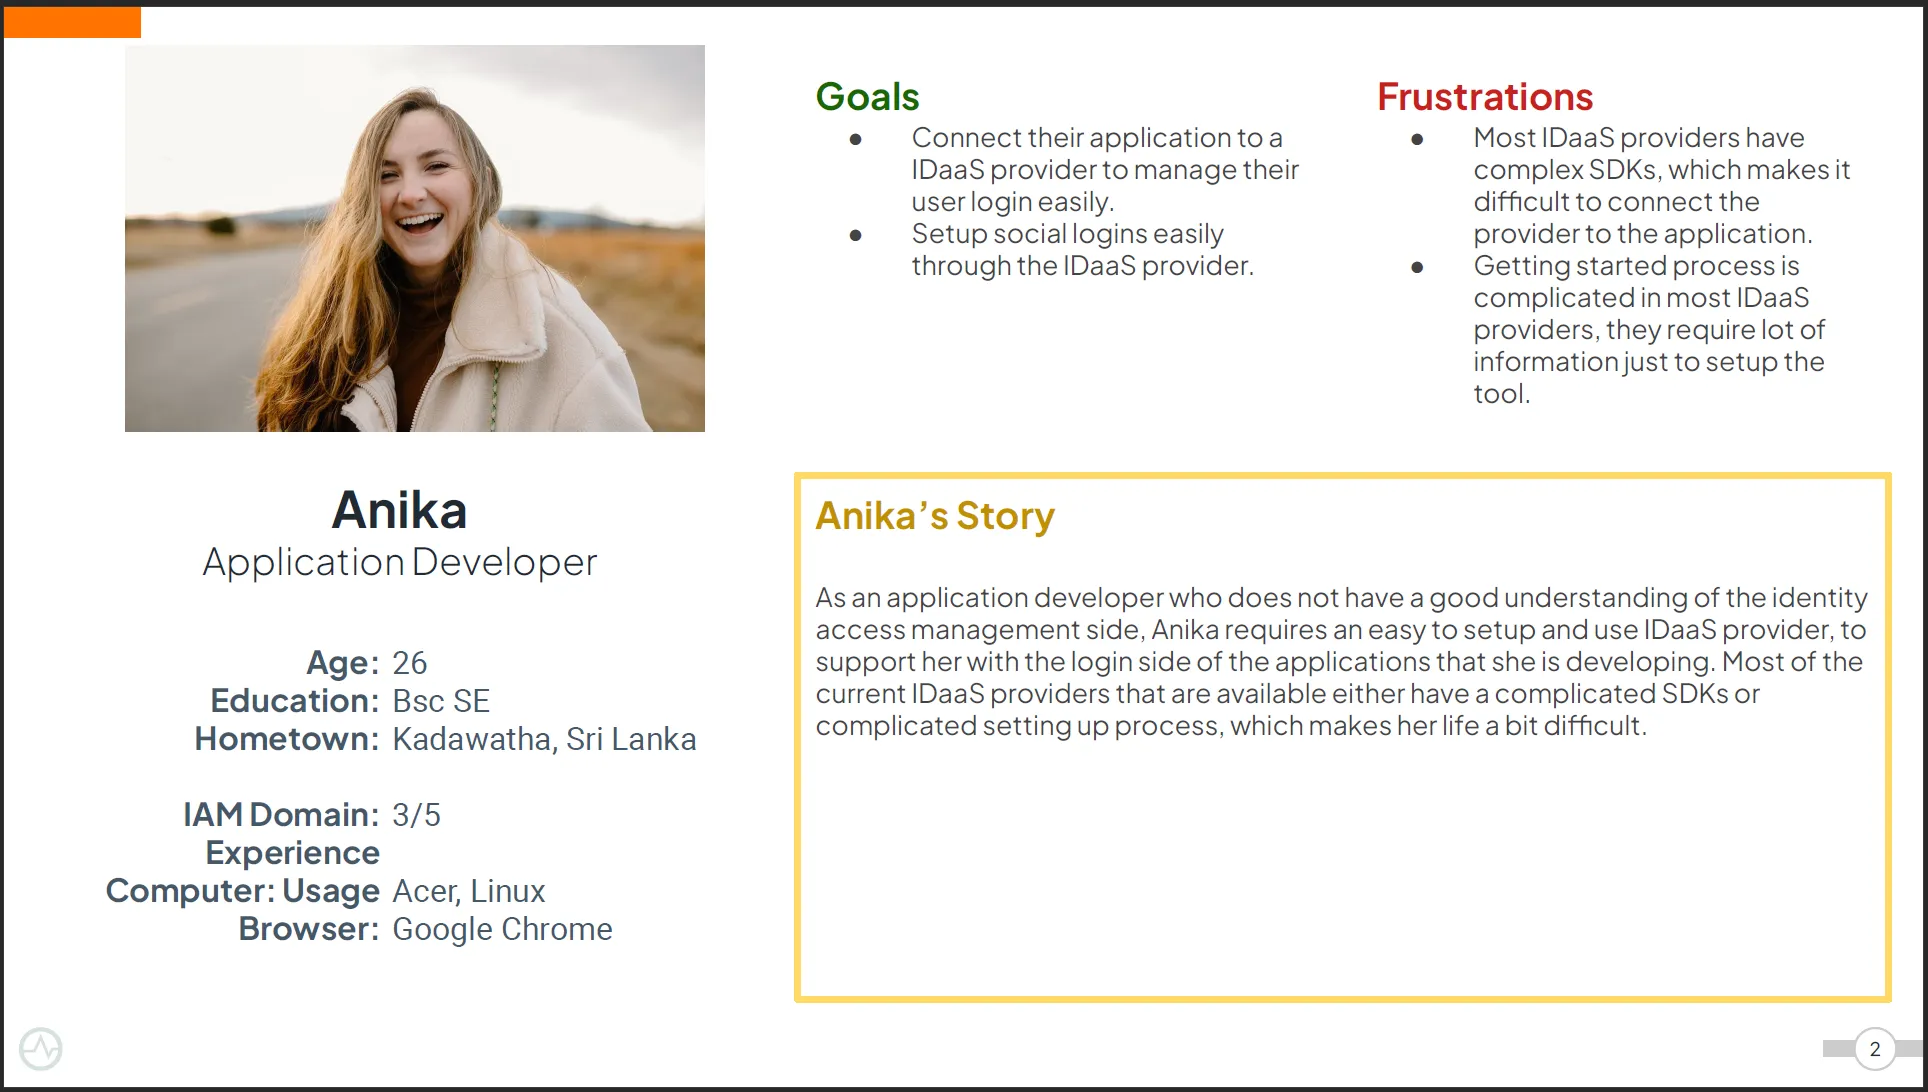 Goals
● Connect their application to a
IDaaS provider to manage their
user login easily.
● Setup social logins easily
through the IDaaS provider.
Frustrations
● Most IDaaS providers have
complex SDKs, which makes it
difficult to connect the
provider to the application.
● Getting started process is
complicated in most IDaaS
providers, they require lot of
information just to setup the
tool.
Anika
Application Developer
Age: 26
Education: Bsc SE
Hometown: Kadawatha, Sri Lanka
IAM Domain: 3/5
Experience
Computer: Usage Acer, Linux
Browser: Google Chrome
Anika’s Story
As an application developer who does not have a good understanding of the identity
access management side, Anika requires an easy to setup and use IDaaS provider, to
support her with the login side of the applications that she is developing. Most of the
current IDaaS providers that are available either have a complicated SDKs or
complicated setting up process, which makes her life a bit difficult.
2